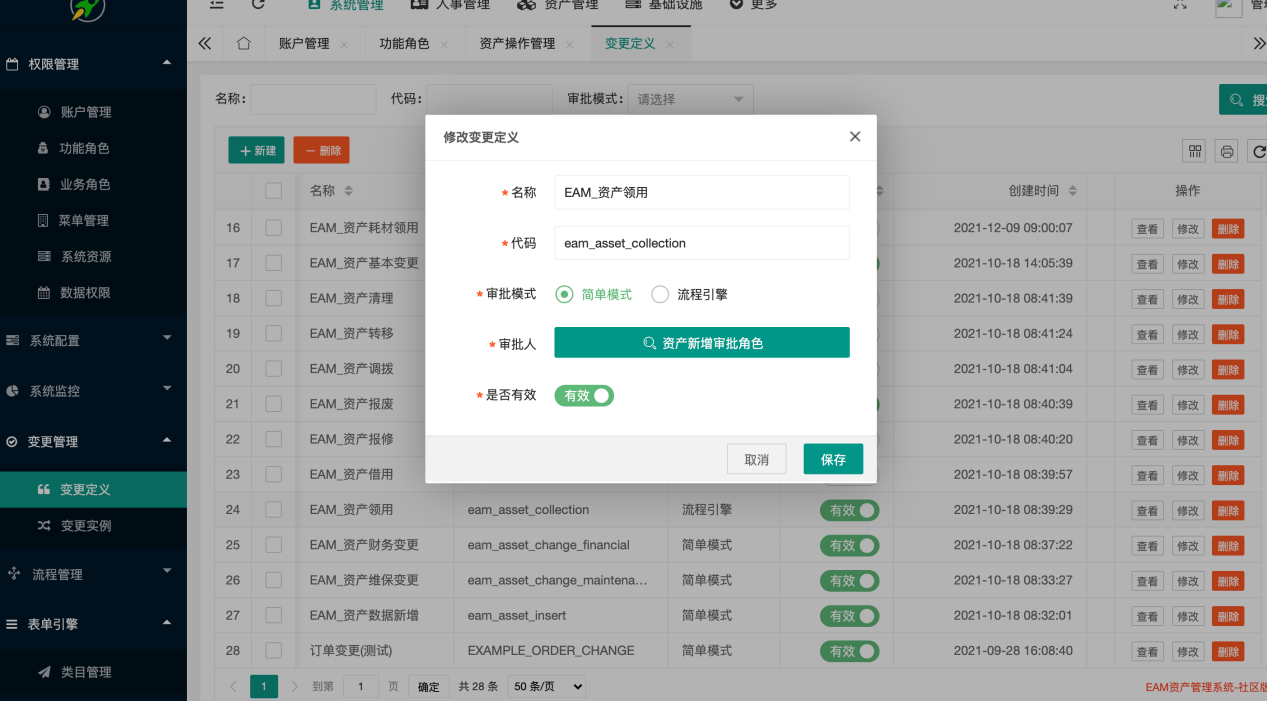 系统管理 人事管理 资产管理 基础设施 更多
账户管理 功能角色 资产操作管理 变更定义
权限管理
账户管理
功能角色
业务角色
菜单管理
系统资源
数据权限
系统配置
系统监控
变更管理
变更定义
变更实例
流程管理
表单引擎
类目管理
名称: 代码: 审批模式: 请选择
新建 删除
名称 创建时间 操作
16 EAM_资产耗材领用 2021-12-09 09:00:07 查看 修改 删除
17 EAM_资产基本变更 2021-10-18 14:05:39 查看 修改 删除
18 EAM_资产清理 2021-10-18 08:41:39 查看 修改 删除
19 EAM_资产转移 2021-10-18 08:41:24 查看 修改 删除
20 EAM_资产调拨 2021-10-18 08:41:04 查看 修改 删除
21 EAM_资产报废 2021-10-18 08:40:39 查看 修改 删除
22 EAM_资产报修 2021-10-18 08:40:20 查看 修改 删除
23 EAM_资产借用 2021-10-18 08:39:57 查看 修改 删除
24 EAM_资产领用 eam_asset_collection 流程引擎 有效 2021-10-18 08:39:29 查看 修改 删除
25 EAM_资产财务变更 eam_asset_change_financial 简单模式 有效 2021-10-18 08:37:22 查看 修改 删除
26 EAM_资产维保变更 eam_asset_change_maintena... 简单模式 有效 2021-10-18 08:33:27 查看 修改 删除
27 EAM_资产数据新增 eam_asset_insert 简单模式 有效 2021-10-18 08:32:01 查看 修改 删除
28 订单变更(测试) EXAMPLE_ORDER_CHANGE 简单模式 有效 2021-09-28 16:08:40 查看 修改 删除
1 到第 1 页 确定 共 28 条 50 条/页
EAM资产管理系统-社区版
修改变更定义
*名称 EAM_资产领用
*代码 eam_asset_collection
*审批模式 简单模式 流程引擎
*审批人 资产新增审批角色
*是否有效 有效
取消 保存